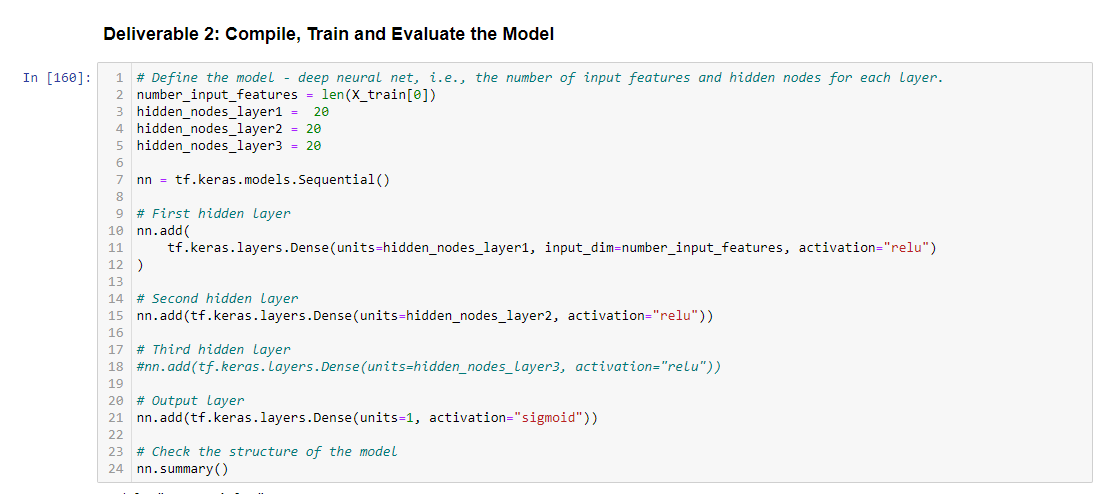 Deliverable 2: Compile, Train and Evaluate the Model
In [160]:
1 # Define the model - deep neural net, i.e., the number of input features and hidden nodes for each layer.
2 number_input_features = len(X_train[0])
3 hidden_nodes_layer1 =  20
4 hidden_nodes_layer2 = 20
5 hidden_nodes_layer3 = 20
6
7 nn = tf.keras.models.Sequential()
8
9 # First hidden layer
10 nn.add(
11     tf.keras.layers.Dense(units=hidden_nodes_layer1, input_dim=number_input_features, activation="relu")
12 )
13
14 # Second hidden layer
15 nn.add(tf.keras.layers.Dense(units=hidden_nodes_layer2, activation="relu"))
16
17 # Third hidden layer
18 #nn.add(tf.keras.layers.Dense(units=hidden_nodes_layer3, activation="relu"))
19
20 # Output layer
21 nn.add(tf.keras.layers.Dense(units=1, activation="sigmoid"))
22
23 # Check the structure of the model
24 nn.summary()